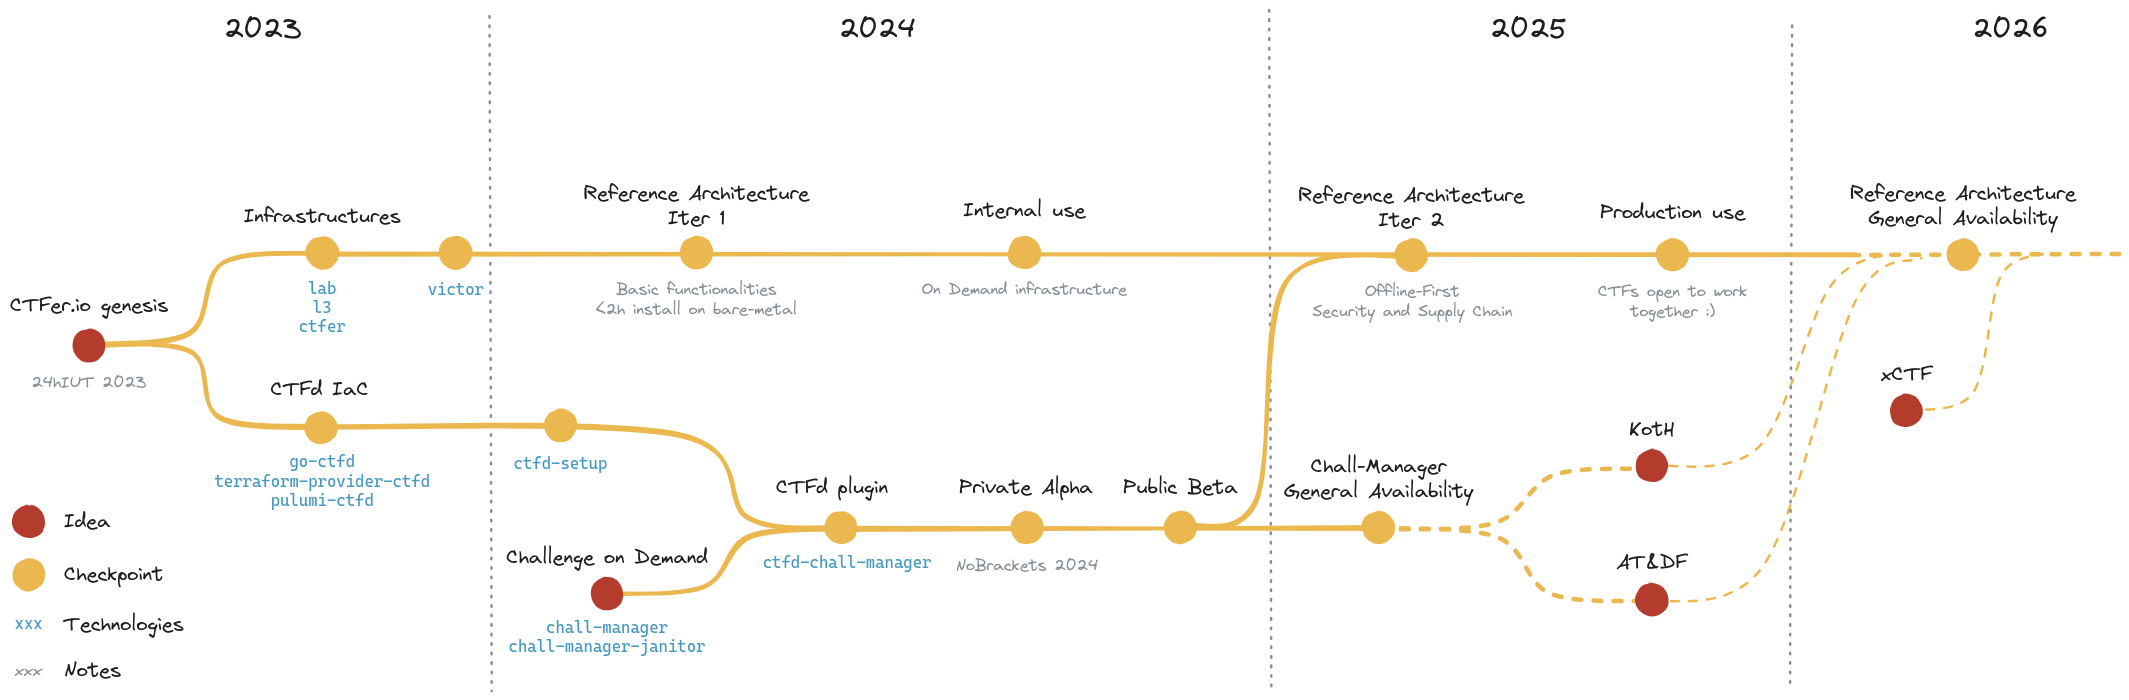 2023
2024
2025
2026
Infrastructures
lab
l3
ctfer
victor
Reference Architecture
Iter 1
Basic functionalities
<2h install on bare-metal
Internal use
On Demand infrastructure
Reference Architecture
Iter 2
Offline-First
Security and Supply Chain
Production use
CTFs open to work
together :)
Reference Architecture
General Availability
CTFer.io genesis
24hIUT 2023
CTFd IaC
go-ctfd
terraform-provider-ctfd
pulumi-ctfd
ctfd-setup
xCTF
KotH
CTFd plugin
ctfd-chall-manager
Private Alpha
NoBrackets 2024
Public Beta
Chall-Manager
General Availability
Challenge on Demand
chall-manager
chall-manager-janitor
AT&DF
Idea
Checkpoint
xxx Technologies
xxx Notes